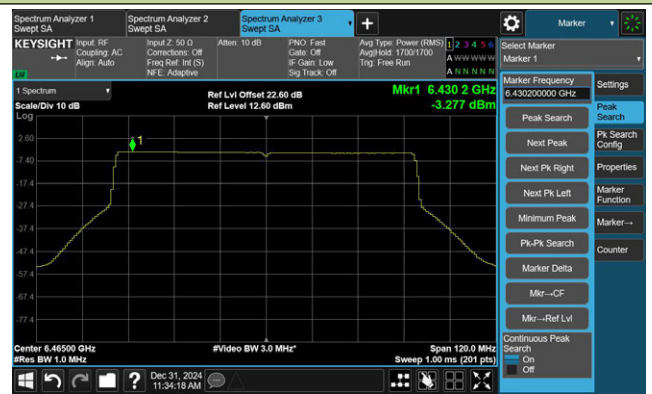 Spectrum Analyzer 1
Swept SA
Spectrum Analyzer 2
Swept SA
Spectrum Analyzer 3
Swept SA
+
Marker
KEYSIGHT
Input: RF
Coupling: AC
Align: Auto
Input Z: 50 Ω
Corrections: Off
Freq Ref: Int (S)
NFE: Adaptive
Atten: 10 dB
PNO: Fast
Gate: Off
IF Gain: Low
Sig Track: Off
Avg Type: Power (RMS)
Avg|Hold: 1700/1700
Trig: Free Run
1 2 3 4 5 6
A W W W W W
A N N N N N
LW
Select Marker
Marker 1
1 Spectrum
Scale/Div 10 dB
Log
Ref Lvl Offset 22.60 dB
Ref Level 12.60 dBm
Mkr1 6.430 2 GHz
-3.277 dBm
1
2.60
-7.40
-17.4
-27.4
-37.4
-47.4
-57.4
-67.4
-77.4
Center 6.46500 GHz
#Res BW 1.0 MHz
#Video BW 3.0 MHz*
Span 120.0 MHz
Sweep 1.00 ms (201 pts)
Marker Frequency
6.430200000 GHz
Peak Search
Next Peak
Next Pk Right
Next Pk Left
Minimum Peak
Pk-Pk Search
Marker Delta
Mkr→CF
Mkr→Ref Lvl
Continuous Peak
Search
On
Off
Settings
Peak
Search
Pk Search
Config
Properties
Marker
Function
Marker→
Counter
?
Dec 31, 2024
11:34:18 AM